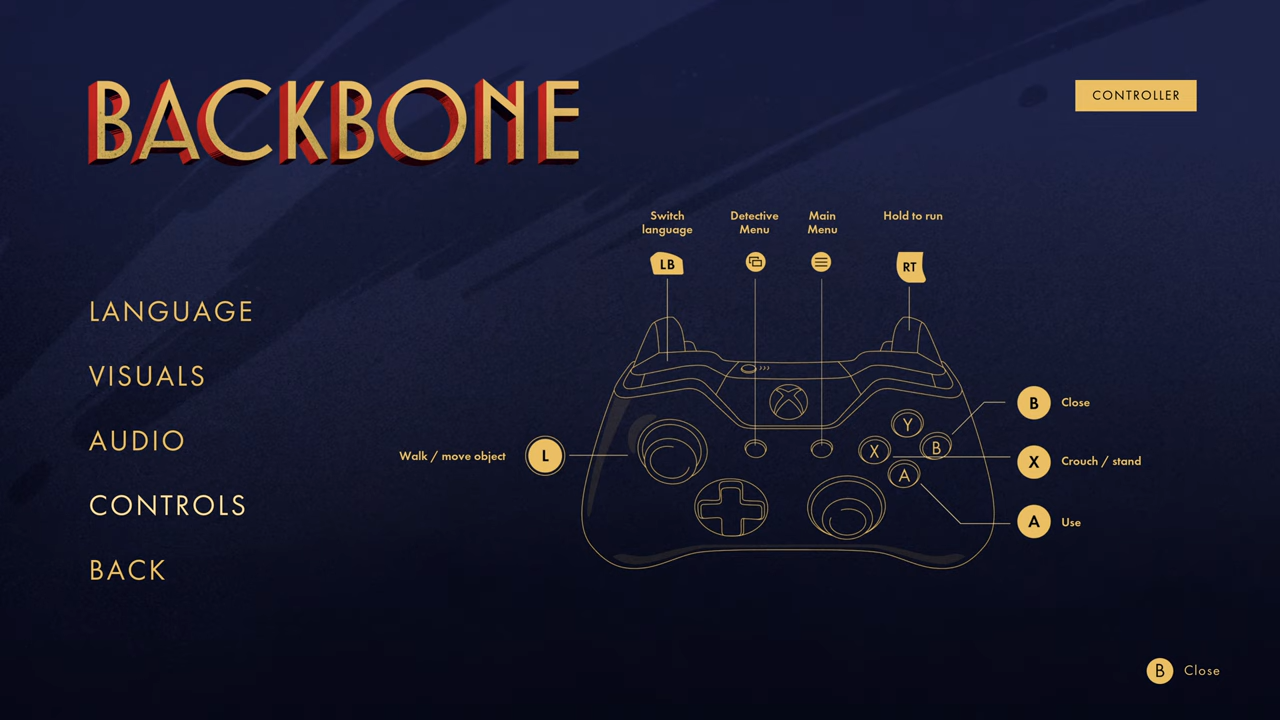 BACKBONE
CONTROLLER
Switch
language
Detective
Menu
Main
Menu
Hold to run
LB
RT
LANGUAGE
VISUALS
AUDIO
CONTROLS
BACK
Walk / move object
L
Y
X
B
A
B Close
X Crouch / stand
A Use
B Close